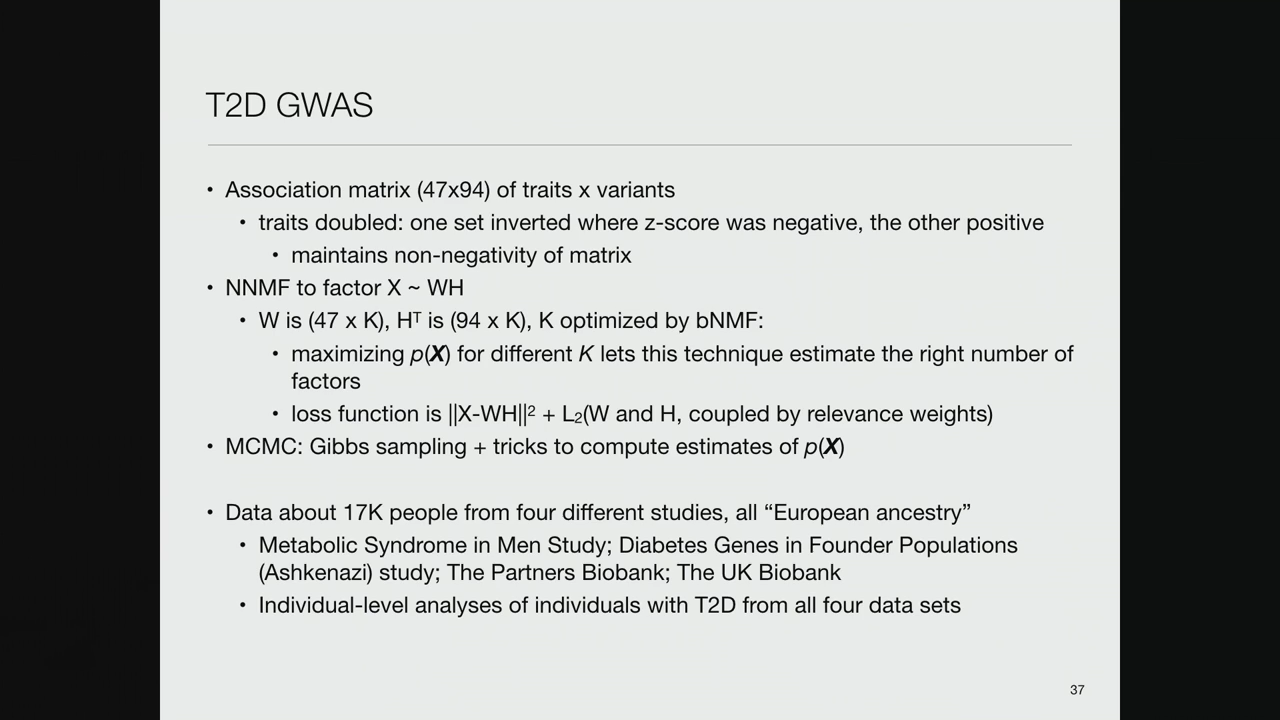 T2D GWAS
• Association matrix (47x94) of traits x variants
• traits doubled: one set inverted where z-score was negative, the other positive
• maintains non-negativity of matrix
• NNMF to factor X ~ WH
• W is (47 x K), Hᵀ is (94 x K), K optimized by bNMF:
• maximizing p(X) for different K lets this technique estimate the right number of
factors
• loss function is ||X-WH||² + L₂(W and H, coupled by relevance weights)
• MCMC: Gibbs sampling + tricks to compute estimates of p(X)
• Data about 17K people from four different studies, all “European ancestry”
• Metabolic Syndrome in Men Study; Diabetes Genes in Founder Populations
(Ashkenazi) study; The Partners Biobank; The UK Biobank
• Individual-level analyses of individuals with T2D from all four data sets
37